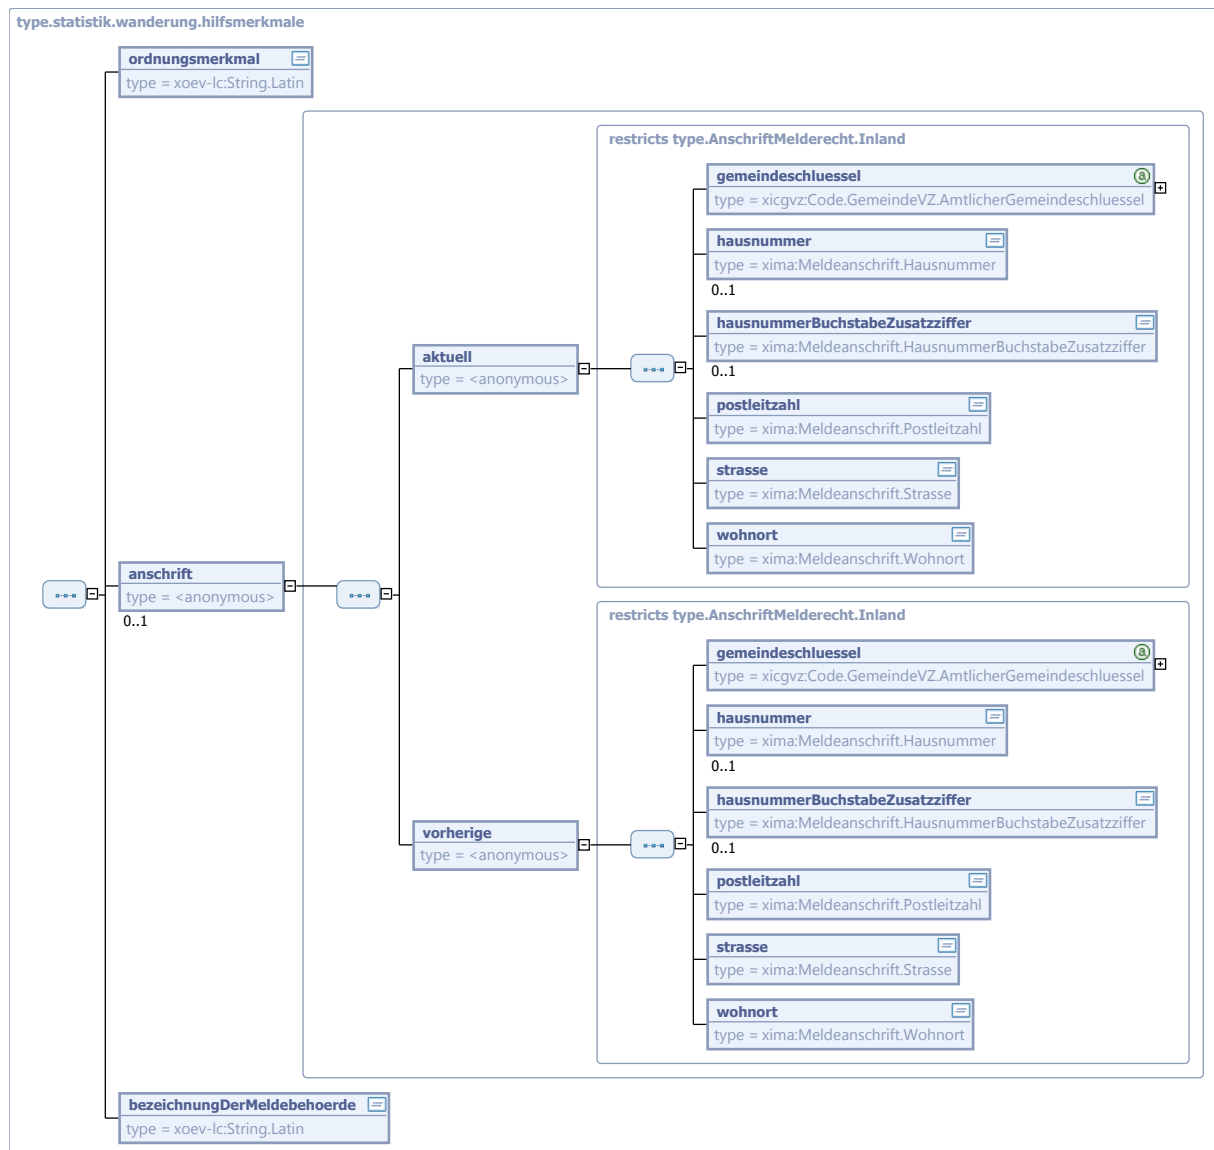 type.statistik.wanderung.hilfsmerkmale
ordnungsmerkmal
type = xoev-lc:String.Latin
anschrift
type = <anonymous>
0..1
aktuell
type = <anonymous>
restricts type.AnschriftMelderecht.Inland
gemeindeschluessel
a
type = xicgvz:Code.GemeindeVZ.AmtlicherGemeindeschluessel
hausnummer
type = xima:Meldeanschrift.Hausnummer
0..1
hausnummerBuchstabeZusatzziffer
type = xima:Meldeanschrift.HausnummerBuchstabeZusatzziffer
0..1
postleitzahl
type = xima:Meldeanschrift.Postleitzahl
strasse
type = xima:Meldeanschrift.Strasse
wohnort
type = xima:Meldeanschrift.Wohnort
vorherige
type = <anonymous>
restricts type.AnschriftMelderecht.Inland
gemeindeschluessel
a
type = xicgvz:Code.GemeindeVZ.AmtlicherGemeindeschluessel
hausnummer
type = xima:Meldeanschrift.Hausnummer
0..1
hausnummerBuchstabeZusatzziffer
type = xima:Meldeanschrift.HausnummerBuchstabeZusatzziffer
0..1
postleitzahl
type = xima:Meldeanschrift.Postleitzahl
strasse
type = xima:Meldeanschrift.Strasse
wohnort
type = xima:Meldeanschrift.Wohnort
bezeichnungDerMeldebehoerde
type = xoev-lc:String.Latin